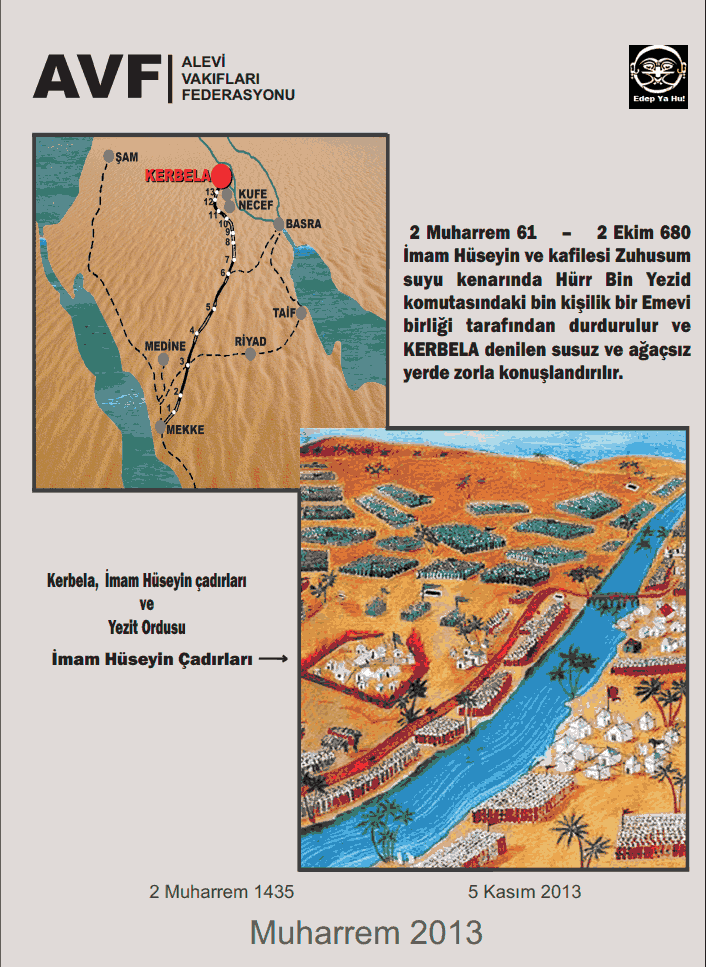 AVF
ALEVİ
VAKIFLARI
FEDERASYONU
Edep Ya Hu!
ŞAM
KERBELA
KUFE
NECEF
BASRA
13
12
11
10
9
8
7
6
5
4
3
2
1
TAİF
RİYAD
MEDİNE
MEKKE
2 Muharrem 61 – 2 Ekim 680
İmam Hüseyin ve kafilesi Zuhusum
suyu kenarında Hürr Bin Yezid
komutasındaki bin kişilik bir Emevi
birliği tarafından durdurulur ve
KERBELA denilen susuz ve ağaçsız
yerde zorla konuşlandırılır.
Kerbela, İmam Hüseyin çadırları
ve
Yezit Ordusu
İmam Hüseyin Çadırları
2 Muharrem 1435 5 Kasım 2013
Muharrem 2013